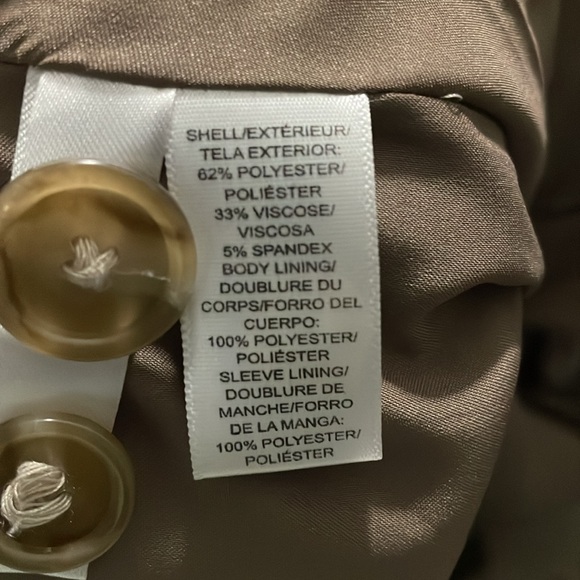 SHELL/EXTÉRIEUR/
TELA EXTERIOR:
62% POLYESTER/
POLIÉSTER
33% VISCOSE/
VISCOSA
5% SPANDEX
BODY LINING/
DOUBLURE DU
CORPS/FORRO DEL
CUERPO:
100% POLYESTER/
POLIÉSTER
SLEEVE LINING/
DOUBLURE DE
MANCHE/FORRO
DE LA MANGA:
100% POLYESTER/
POLIÉSTER